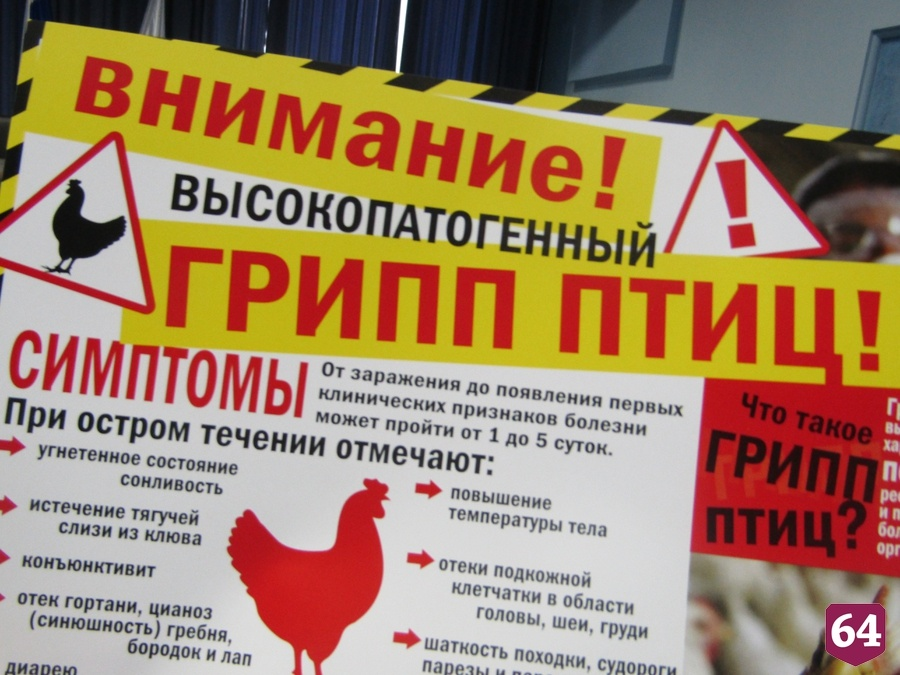 внимание!
ВЫСОКОПАТОГЕННЫЙ
ГРИПП ПТИЦ!
СИМПТОМЫ
От заражения до появления первых
клинических признаков болезни
может пройти от 1 до 5 суток.
При остром течении отмечают:
угнетенное состояние
сонливость
истечение тягучей
слизи из клюва
конъюнктивит
отек гортани, цианоз
(синюшность) гребня,
бородок и лап
диарею
повышение
температуры тела
отеки подкожной
клетчатки в области
головы, шеи, груди
шаткость походки, судороги
парезы и
Что такое
ГРИПП
ПТИЦ?
64